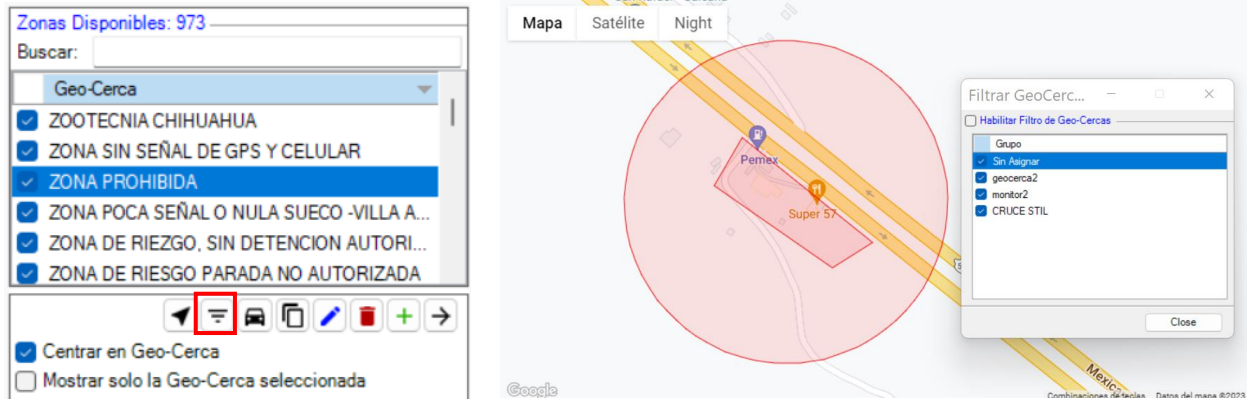 Zonas Disponibles: 973
Buscar:
Geo-Cerca
ZOOTECNIA CHIHUAHUA
ZONA SIN SEÑAL DE GPS Y CELULAR
ZONA PROHIBIDA
ZONA POCA SEÑAL O NULA SUECO -VILLA A...
ZONA DE RIEZGO, SIN DETENCION AUTORI...
ZONA DE RIESGO PARADA NO AUTORIZADA
Centrar en Geo-Cerca
Mostrar solo la Geo-Cerca seleccionada
Mapa Satélite Night
Pemex
Super 57
Mexico
Google
Combinaciones de teclas Datos del mapa ©2023
Filtrar GeoCerc...
Habilitar Filtro de Geo-Cercas
Grupo
Sin Asignar
geocerca2
monitor2
CRUCE STIL
Close